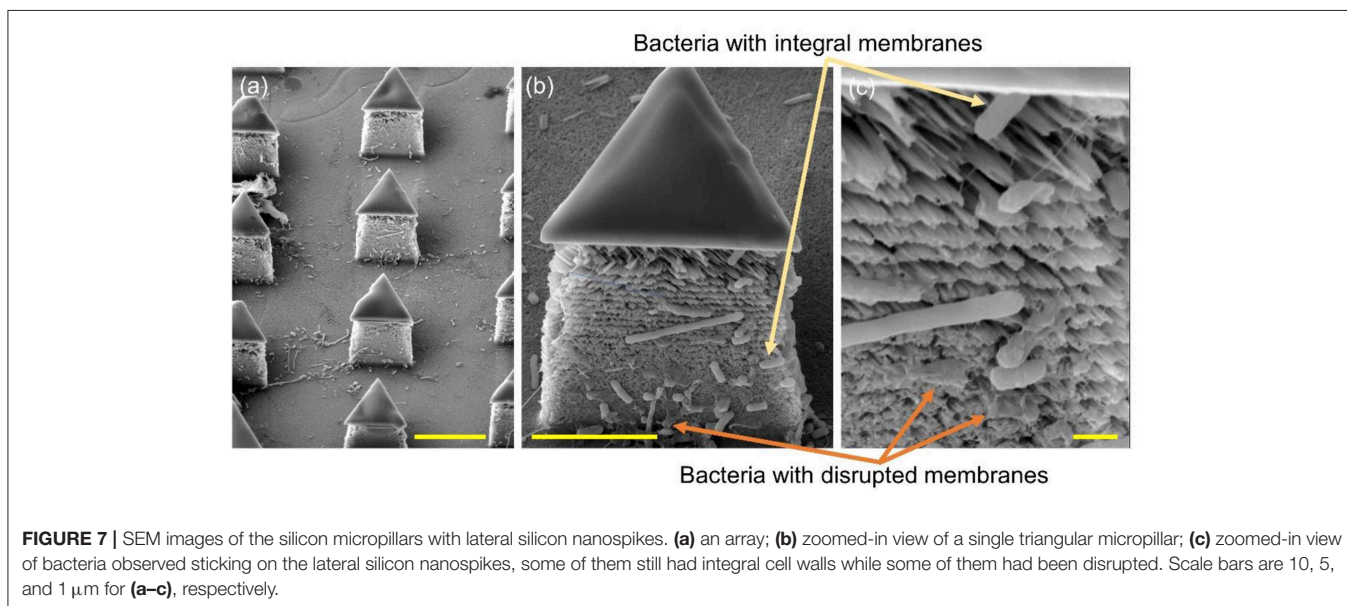 Bacteria with integral membranes
(a)
(b)
(c)
Bacteria with disrupted membranes
FIGURE 7 | SEM images of the silicon micropillars with lateral silicon nanospikes. (a) an array; (b) zoomed-in view of a single triangular micropillar; (c) zoomed-in view
of bacteria observed sticking on the lateral silicon nanospikes, some of them still had integral cell walls while some of them had been disrupted. Scale bars are 10, 5,
and 1 μm for (a–c), respectively.